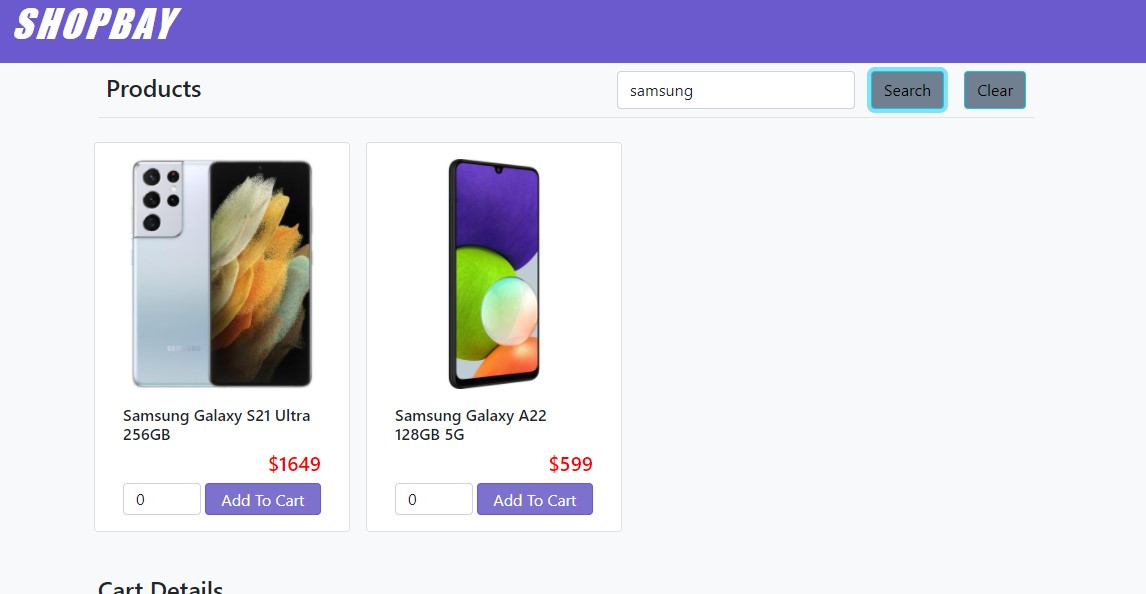 SHOPBAY
Products
samsung
Search
Clear
SAMSUNG
Samsung Galaxy S21 Ultra
256GB
$1649
0
Add To Cart
Samsung Galaxy A22
128GB 5G
$599
0
Add To Cart
Cart Details